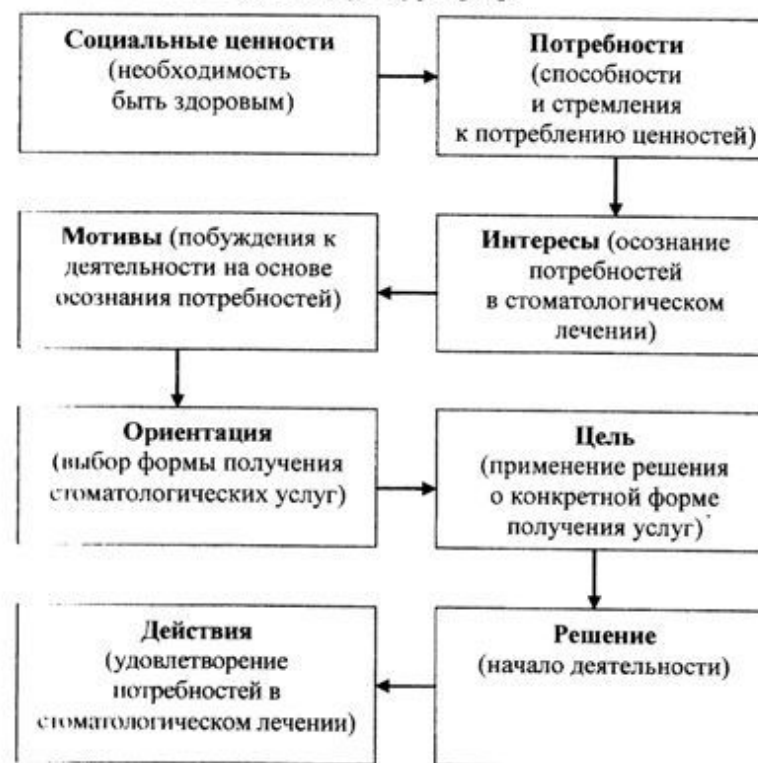 Социальные ценности
(необходимость
быть здоровым)
Потребности
(способности
и стремления
к потреблению ценностей)
Интересы (осознание
потребностей
в стоматологическом
лечении)
Мотивы (побуждения к
деятельности на основе
осознания потребностей)
Ориентация
(выбор формы получения
стоматологических услуг)
Цель
(применение решения
о конкретной форме
получения услуг)
Решение
(начало деятельности)
Действия
(удовлетворение
потребностей в
стоматологическом лечении)